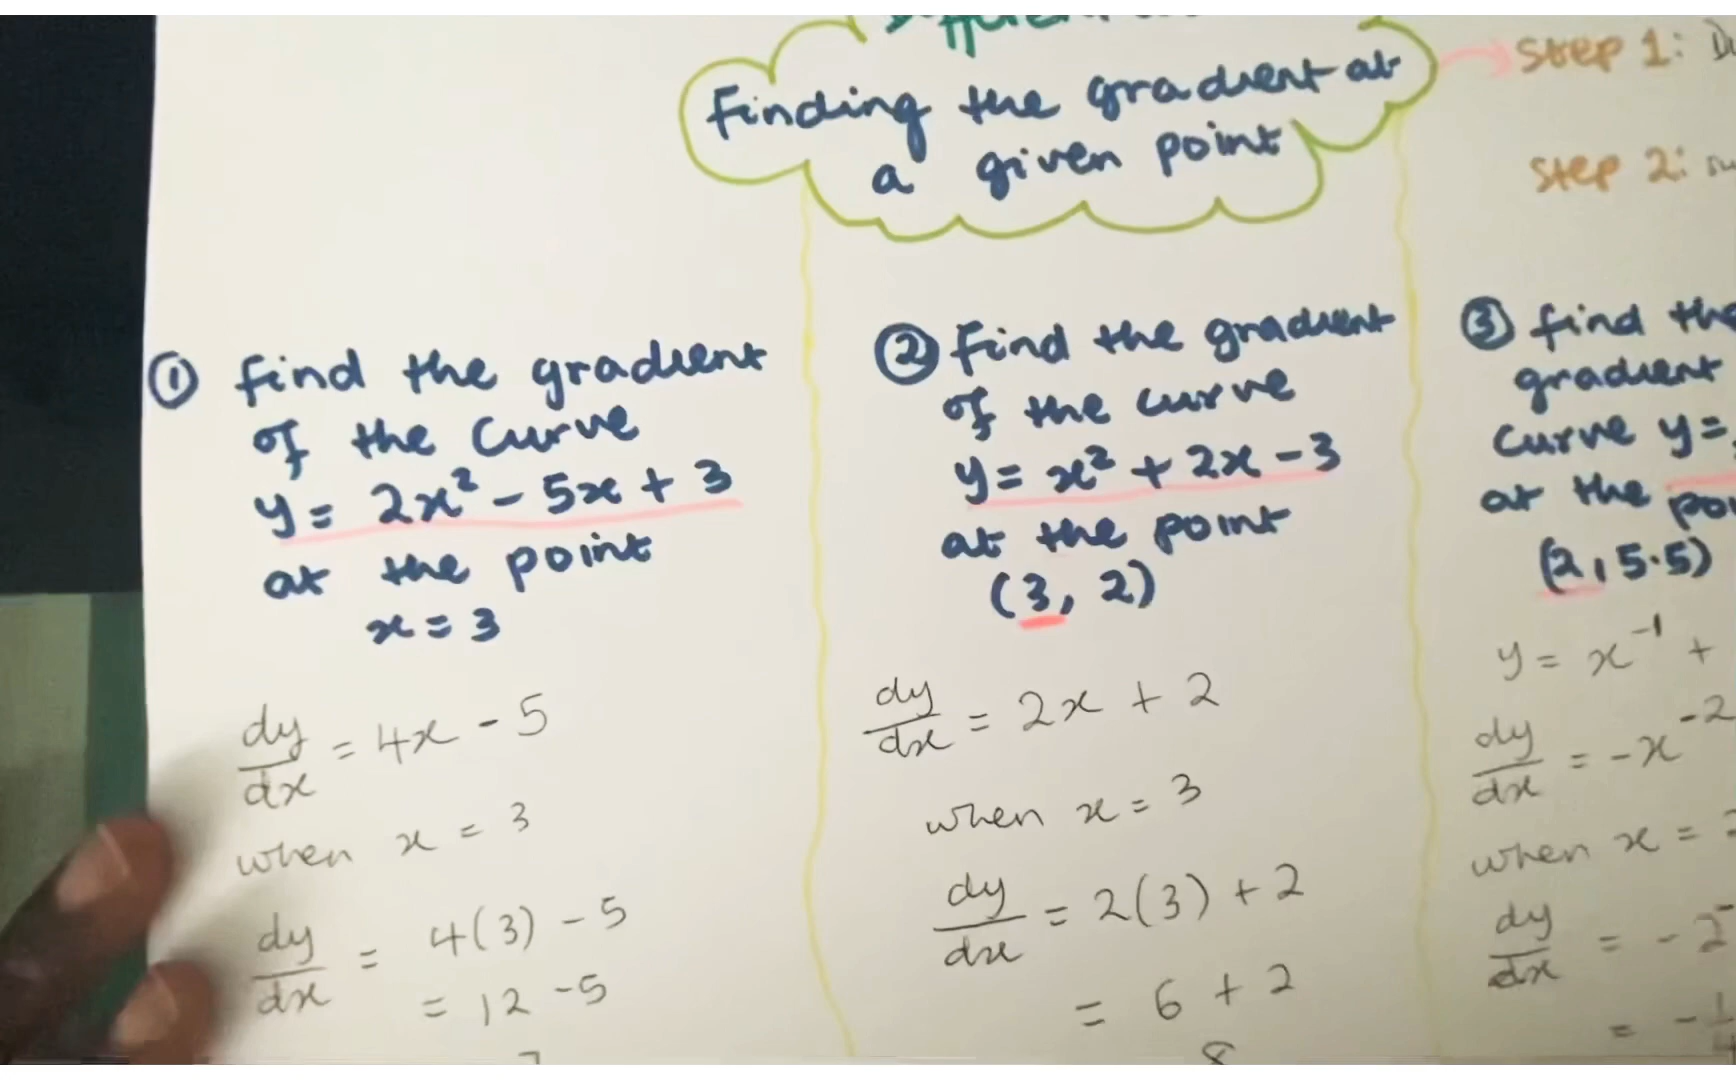 Finding the gradient at
a given point
Step 1:
Step 2:
① find the gradient
of the curve
y = 2x² - 5x + 3
at the point
x = 3
dy/dx = 4x - 5
when x = 3
dy/dx = 4(3) - 5
= 12 - 5
7
② Find the gradient
of the curve
y = x² + 2x - 3
at the point
(3, 2)
dy/dx = 2x + 2
when x = 3
dy/dx = 2(3) + 2
= 6 + 2
8
③ find the
gradient
curve y =
at the
(2, 5.5)
y = x⁻¹ +
dy/dx = -x⁻²
when x =
dy/dx = - 2⁻
= - 1/4